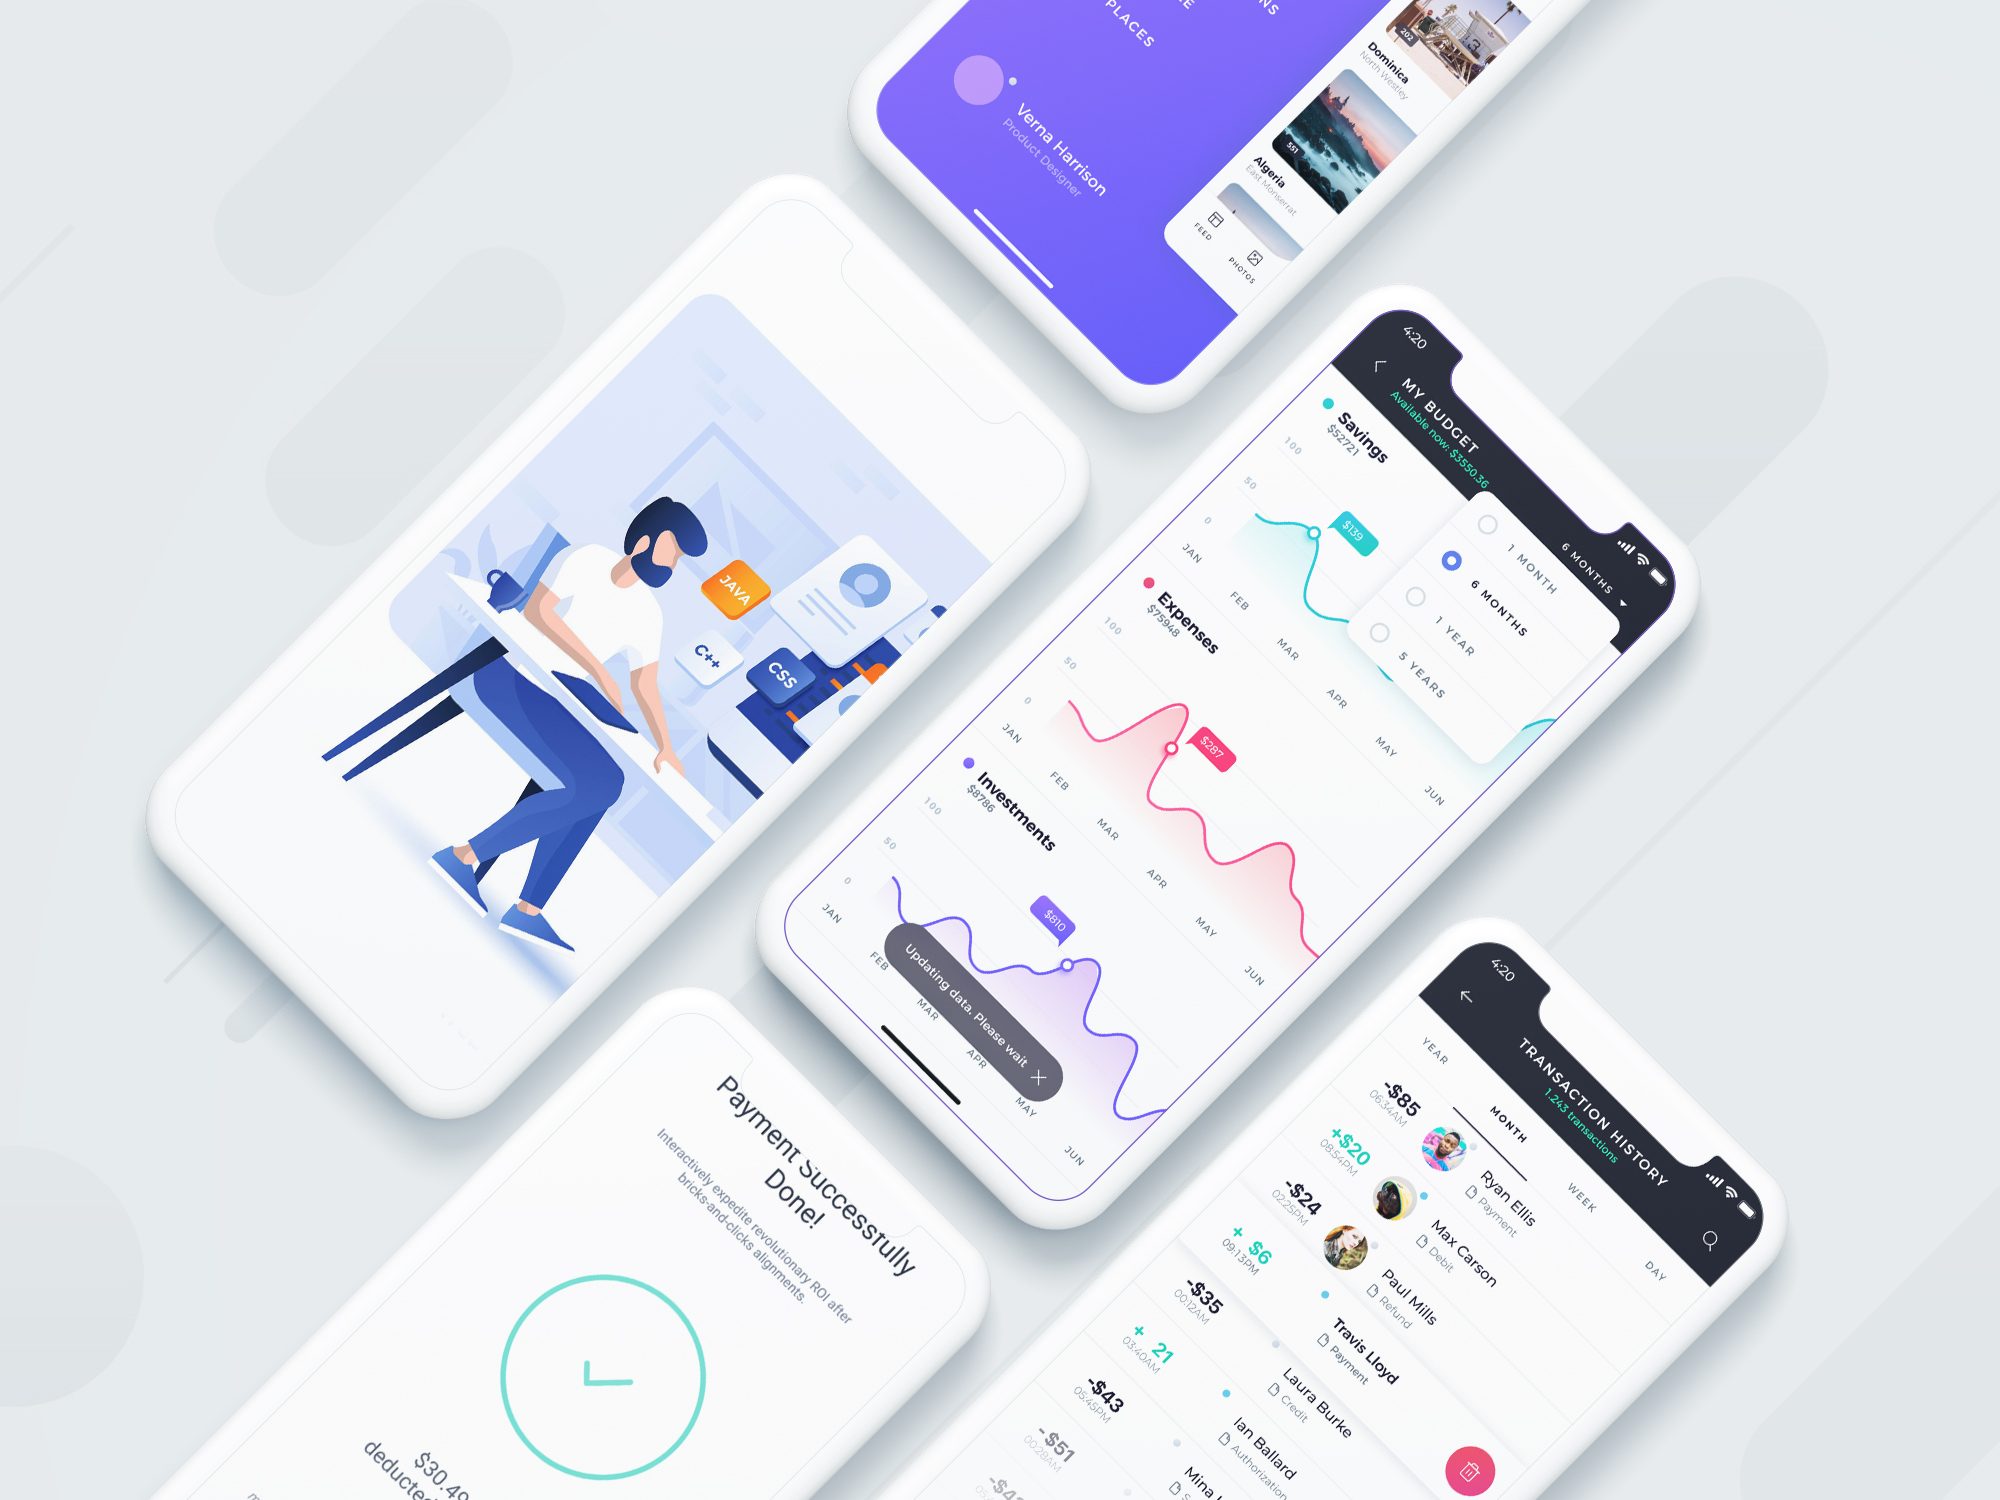 PLACES
Verna Harrison
Product Designer
202
Dominica
North Westley
551
Algeria
East Monserrat
FEED
PHOTOS
JAVA
C++
CSS
4:20
MY BUDGET
Available now: $3550.36
6 MONTHS
1 MONTH
6 MONTHS
1 YEAR
5 YEARS
Savings
$52721
100
50
0
$139
JAN
FEB
MAR
APR
MAY
JUN
Expenses
$75948
100
50
0
$287
JAN
FEB
MAR
APR
MAY
JUN
Investments
$8786
100
50
0
$810
JAN
FEB
MAR
APR
MAY
JUN
Updating data. Please wait
Payment Successfully
Done!
Interactively expedite revolutionary ROI after
bricks-and-clicks alignments.
$30.49
4:20
TRANSACTION HISTORY
1.243 transactions
YEAR
MONTH
WEEK
DAY
-$85
06:34AM
Ryan Ellis
Payment
+$20
08:54PM
Max Carson
Debit
-$24
02:25PM
Paul Mills
Refund
+ $6
09:13PM
Travis Lloyd
Payment
-$35
00:12AM
Laura Burke
Credit
+ 21
03:40AM
Ian Ballard
Authorization
-$43
05:45PM
Mina
-$51
00:28AM